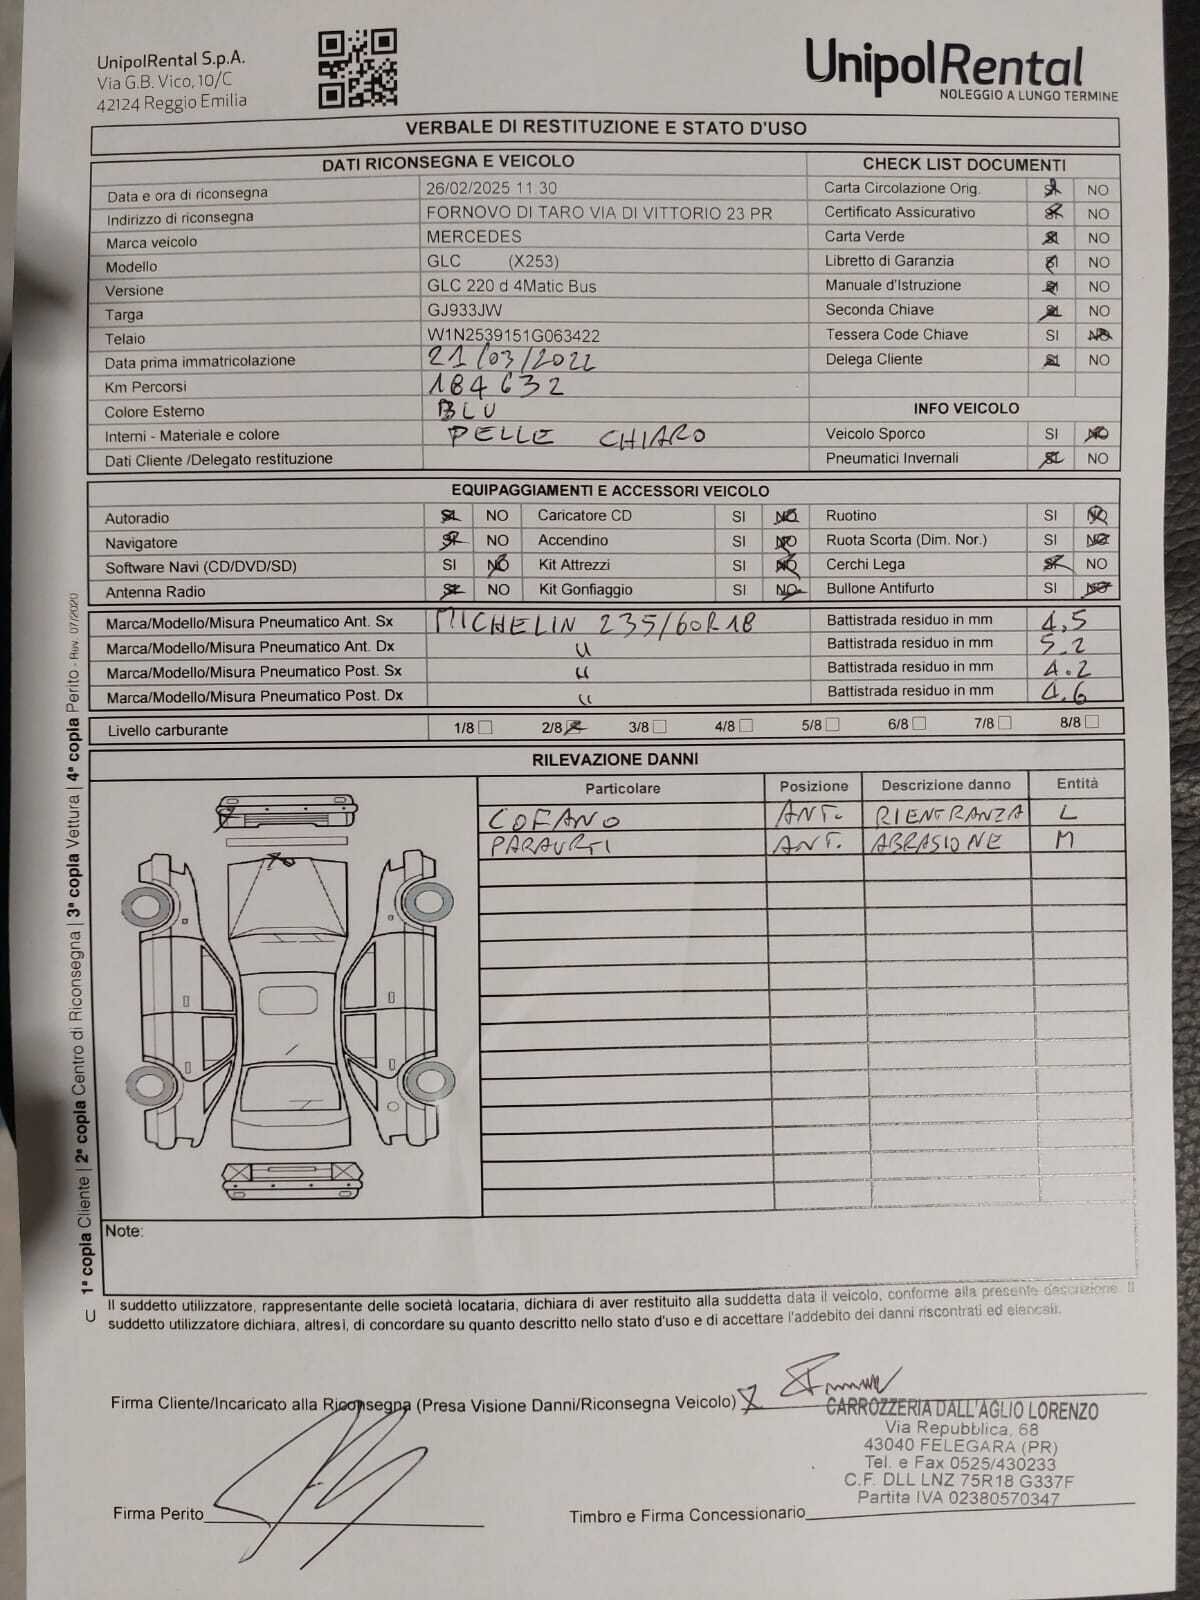 UnipolRental S.p.A.
Via G.B. Vico, 10/C
42124 Reggio Emilia
UnipolRental
NOLEGGIO A LUNGO TERMINE
VERBALE DI RESTITUZIONE E STATO D'USO
DATI RICONSEGNA E VEICOLO CHECK LIST DOCUMENTI
Data e ora di riconsegna 26/02/2025 11:30 Carta Circolazione Orig. SI NO
Indirizzo di riconsegna FORNOVO DI TARO VIA DI VITTORIO 23 PR Certificato Assicurativo SI NO
Marca veicolo MERCEDES Carta Verde SI NO
Modello GLC (X253) Libretto di Garanzia SI NO
Versione GLC 220 d 4Matic Bus Manuale d'Istruzione SI NO
Targa GJ933JW Seconda Chiave SI NO
Telaio W1N2539151G063422 Tessera Code Chiave SI NO
Data prima immatricolazione 21/03/2022 Delega Cliente SI NO
Km Percorsi 184632
Colore Esterno BLU INFO VEICOLO
Interni - Materiale e colore PELLE CHIARO Veicolo Sporco SI NO
Dati Cliente /Delegato restituzione Pneumatici Invernali SI NO
EQUIPAGGIAMENTI E ACCESSORI VEICOLO
Autoradio SI NO Caricatore CD SI NO Ruotino SI NO
Navigatore SI NO Accendino SI NO Ruota Scorta (Dim. Nor.) SI NO
Software Navi (CD/DVD/SD) SI NO Kit Attrezzi SI NO Cerchi Lega SI NO
Antenna Radio SI NO Kit Gonfiaggio SI NO Bullone Antifurto SI NO
Marca/Modello/Misura Pneumatico Ant. Sx MICHELIN 235/60R18 Battistrada residuo in mm 4,5
Marca/Modello/Misura Pneumatico Ant. Dx " Battistrada residuo in mm 5.2
Marca/Modello/Misura Pneumatico Post. Sx " Battistrada residuo in mm 4.2
Marca/Modello/Misura Pneumatico Post. Dx " Battistrada residuo in mm 4.6
Livello carburante 1/8 2/8 3/8 4/8 5/8 6/8 7/8 8/8
RILEVAZIONE DANNI
Particolare Posizione Descrizione danno Entità
COFANO ANT. RIENTRANZA L
PARAURTI ANT. ABRASIONE M
Note:
Il suddetto utilizzatore, rappresentante delle società locataria, dichiara di aver restituito alla suddetta data il veicolo, conforme alla presente descrizione. Il
suddetto utilizzatore dichiara, altresì, di concordare su quanto descritto nello stato d'uso e di accettare l'addebito dei danni riscontrati ed elencati.
U
1ª copia Cliente | 2ª copia Centro di Riconsegna | 3ª copia Vettura | 4ª copia Perito - Rev. 07/2020
Firma Cliente/Incaricato alla Riconsegna (Presa Visione Danni/Riconsegna Veicolo) X
CARROZZERIA DALL'AGLIO LORENZO
Via Repubblica, 68
43040 FELEGARA (PR)
Tel. e Fax 0525/430233
C.F. DLL LNZ 75R18 G337F
Partita IVA 02380570347
Firma Perito Timbro e Firma Concessionario